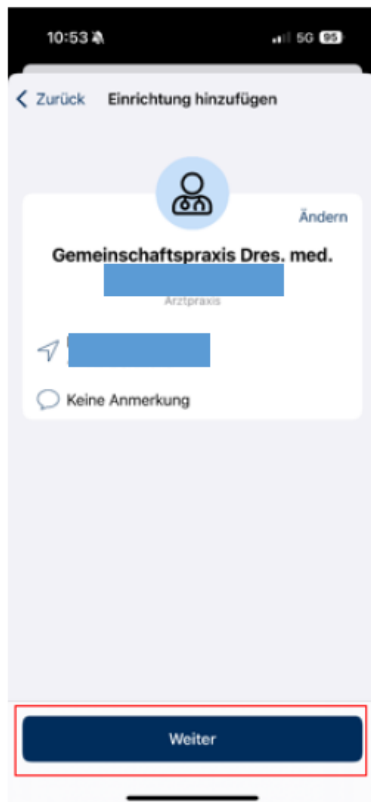 10:53
5G 95
Zurück Einrichtung hinzufügen
Ändern
Gemeinschaftspraxis Dres. med.
Arztpraxis
Keine Anmerkung
Weiter